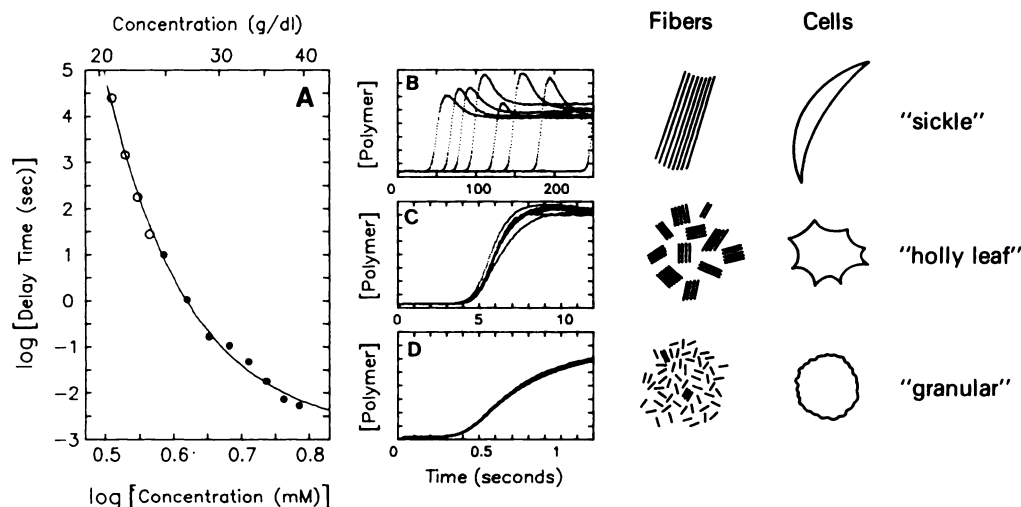 Concentration (g/dl)
20 30 40
A
5
4
3
2
1
0
−1
−2
−3
log [Delay Time (sec)]
0.5 0.6 0.7 0.8
log [Concentration (mM)]
B
[Polymer]
0 100 200
C
[Polymer]
0 5 10
D
[Polymer]
0 0.5 1
Time (seconds)
Fibers Cells
"sickle"
"holly leaf"
"granular"